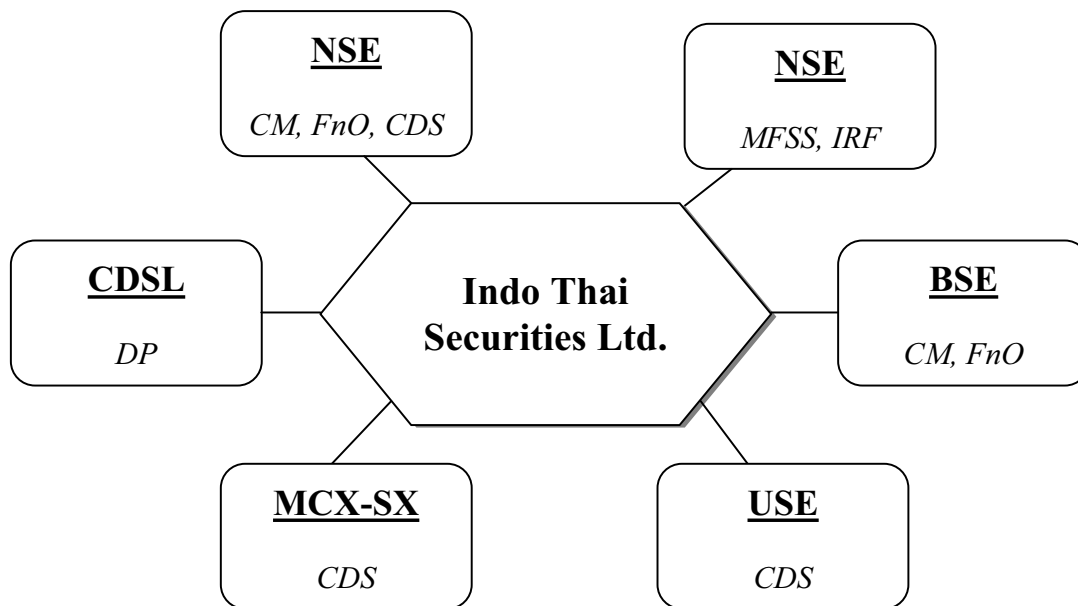 NSE
CM, FnO, CDS
NSE
MFSS, IRF
CDSL
DP
Indo Thai
Securities Ltd.
BSE
CM, FnO
MCX-SX
CDS
USE
CDS